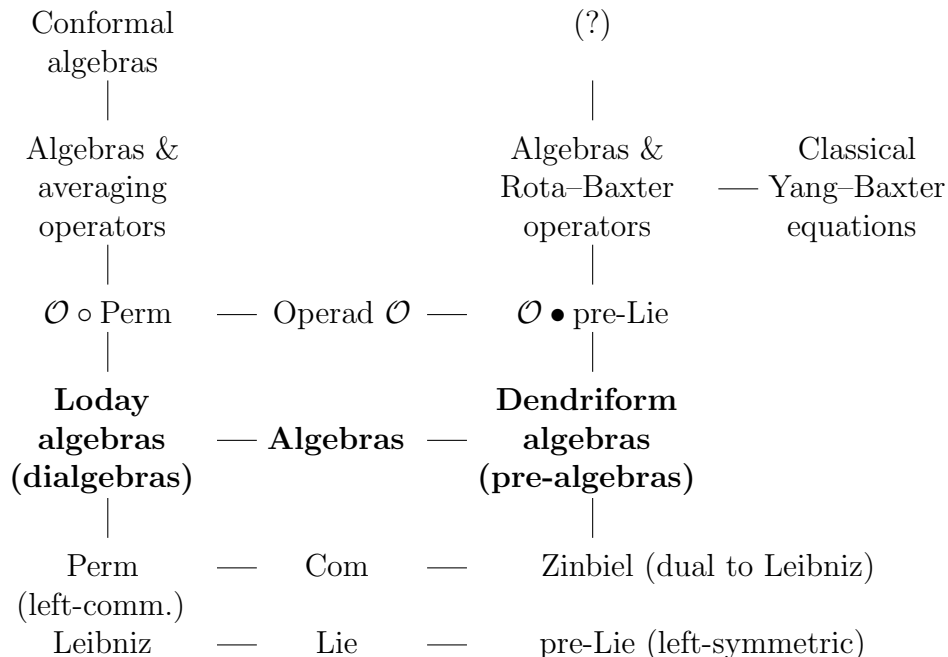 Conformal algebras
(?)
Algebras & averaging operators
Algebras & Rota–Baxter operators
Classical Yang–Baxter equations
𝒪 ∘ Perm
Operad 𝒪
𝒪 • pre-Lie
Loday algebras (dialgebras)
Algebras
Dendriform algebras (pre-algebras)
Perm (left-comm.)
Com
Zinbiel (dual to Leibniz)
Leibniz
Lie
pre-Lie (left-symmetric)